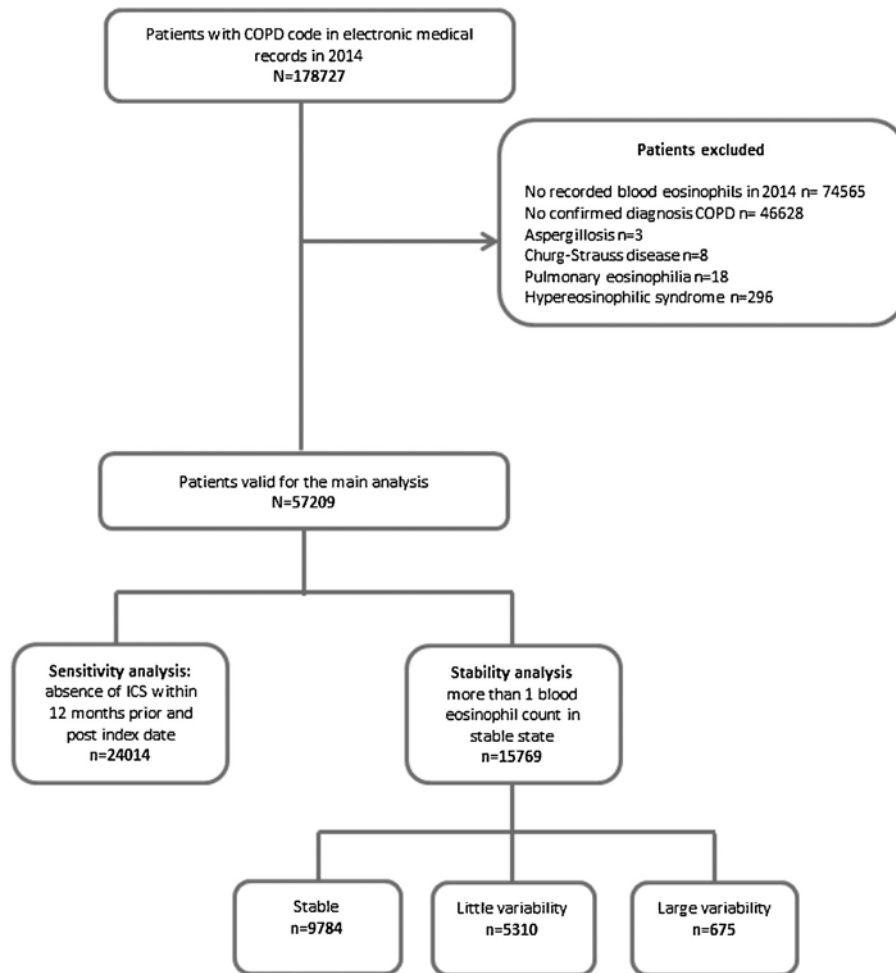 Patients with COPD code in electronic medical
records in 2014
N=178727
Patients excluded
No recorded blood eosinophils in 2014 n= 74565
No confirmed diagnosis COPD n= 46628
Aspergillosis n=3
Churg-Strauss disease n=8
Pulmonary eosinophilia n=18
Hypereosinophilic syndrome n=296
Patients valid for the main analysis
N=57209
Sensitivity analysis:
absence of ICS within
12 months prior and
post index date
n=24014
Stability analysis
more than 1 blood
eosinophil count in
stable state
n=15769
Stable
n=9784
Little variability
n=5310
Large variability
n=675